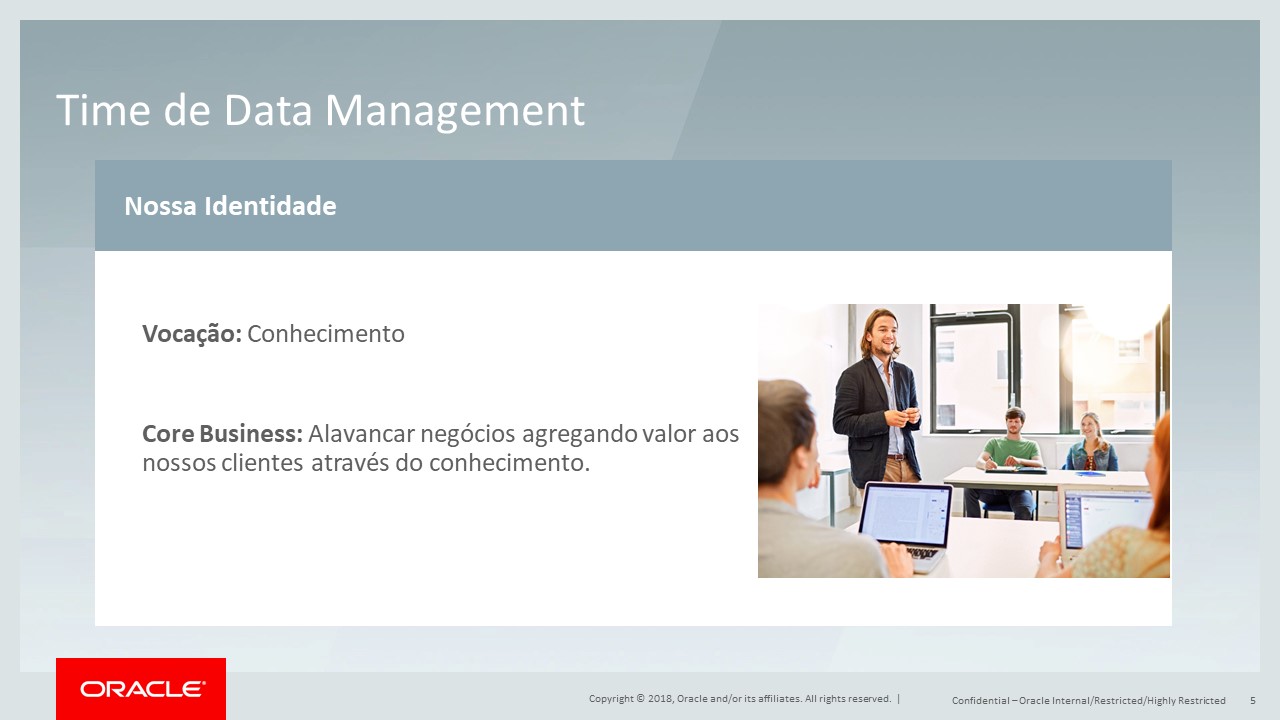 Time de Data Management
Nossa Identidade
Vocação: Conhecimento
Core Business: Alavancar negócios agregando valor aos
nossos clientes através do conhecimento.
ORACLE®
Copyright © 2018, Oracle and/or its affiliates. All rights reserved. |
Confidential – Oracle Internal/Restricted/Highly Restricted
5